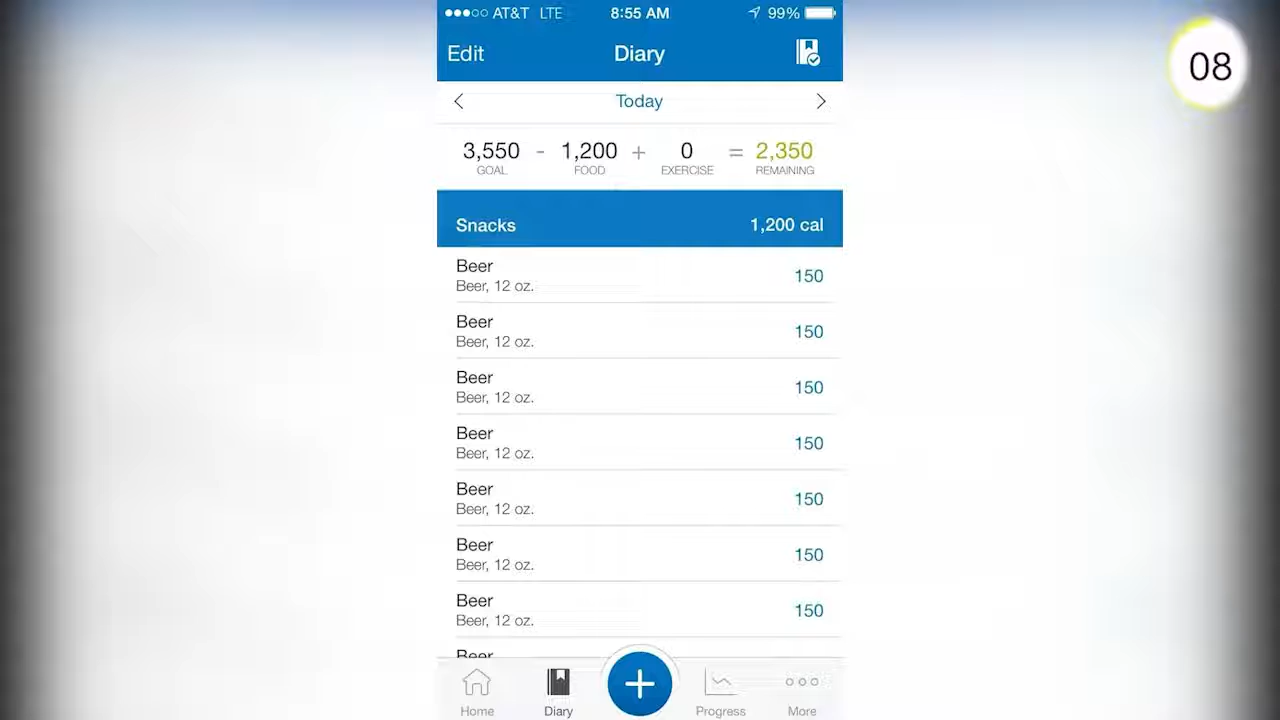 AT&T LTE 8:55 AM 99%
08
Edit Diary
Today
3,550 - 1,200 + 0 = 2,350
GOAL FOOD EXERCISE REMAINING
Snacks 1,200 cal
Beer
Beer, 12 oz. 150
Beer
Beer, 12 oz. 150
Beer
Beer, 12 oz. 150
Beer
Beer, 12 oz. 150
Beer
Beer, 12 oz. 150
Beer
Beer, 12 oz. 150
Beer
Beer, 12 oz. 150
Beer
Home Diary + Progress More